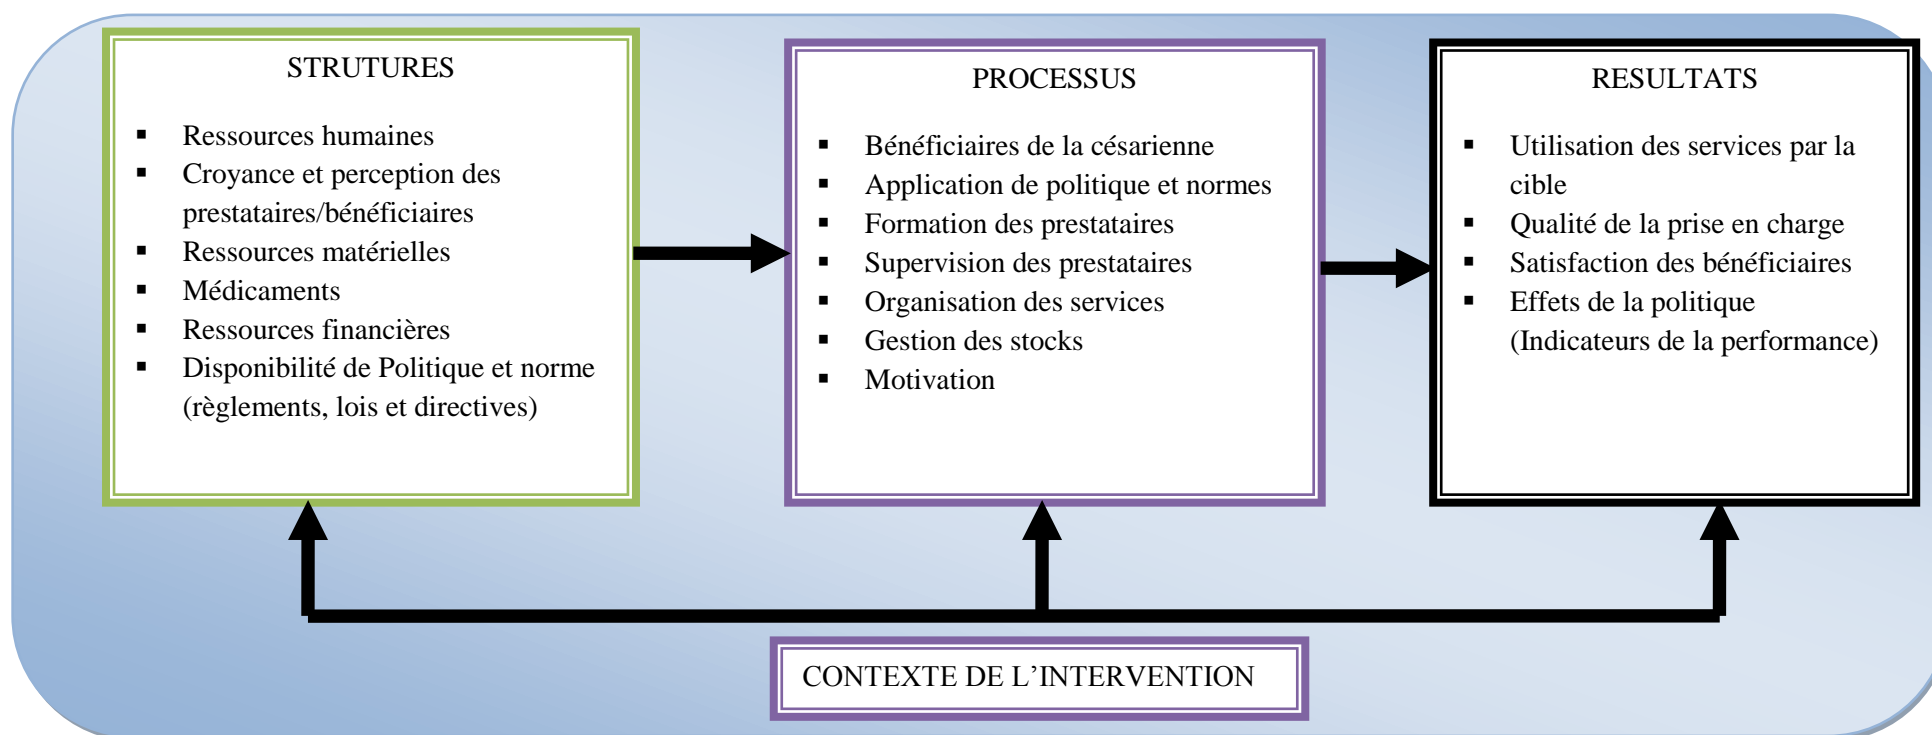 STRUTURES
▪ Ressources humaines
▪ Croyance et perception des
prestataires/bénéficiaires
▪ Ressources matérielles
▪ Médicaments
▪ Ressources financières
▪ Disponibilité de Politique et norme
(règlements, lois et directives)
PROCESSUS
▪ Bénéficiaires de la césarienne
▪ Application de politique et normes
▪ Formation des prestataires
▪ Supervision des prestataires
▪ Organisation des services
▪ Gestion des stocks
▪ Motivation
RESULTATS
▪ Utilisation des services par la
cible
▪ Qualité de la prise en charge
▪ Satisfaction des bénéficiaires
▪ Effets de la politique
(Indicateurs de la performance)
CONTEXTE DE L’INTERVENTION